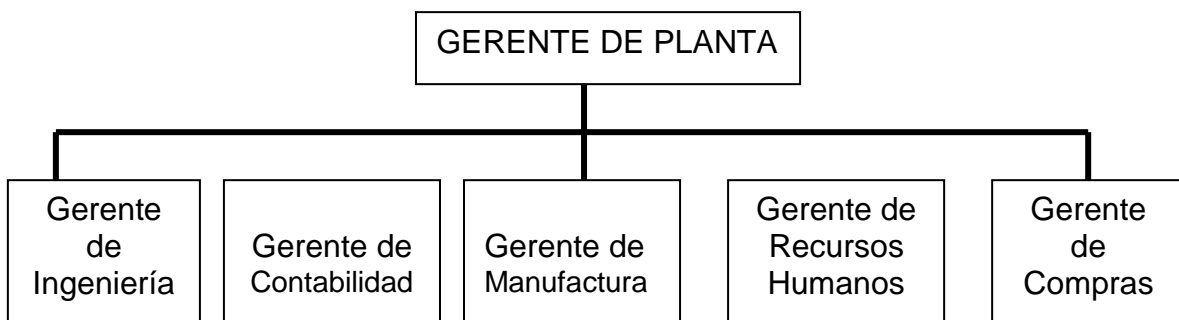 GERENTE DE PLANTA
Gerente
de
Ingeniería
Gerente de
Contabilidad
Gerente de
Manufactura
Gerente de
Recursos
Humanos
Gerente
de
Compras